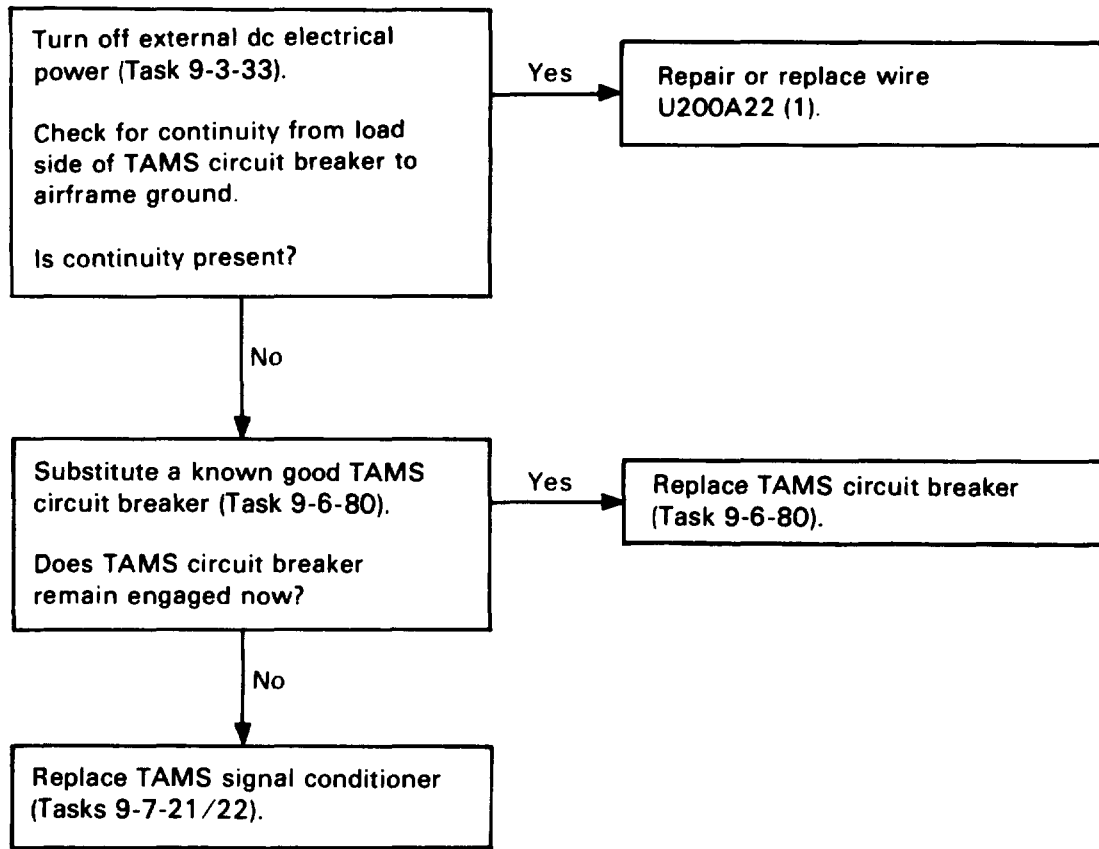 Turn off external dc electrical
power (Task 9-3-33).
Check for continuity from load
side of TAMS circuit breaker to
airframe ground.
Is continuity present?
Yes
Repair or replace wire
U200A22 (1).
No
Substitute a known good TAMS
circuit breaker (Task 9-6-80).
Does TAMS circuit breaker
remain engaged now?
Yes
Replace TAMS circuit breaker
(Task 9-6-80).
No
Replace TAMS signal conditioner
(Tasks 9-7-21/22).